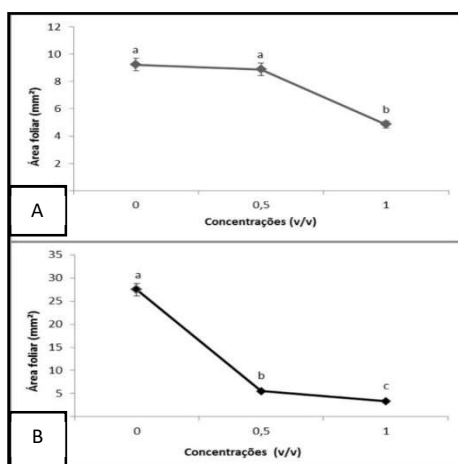 12
a
a
10
8
b
6
4
2
Área foliar (mm²)
A
0
0,5
1
Concentrações (v/v)
35
a
30
25
20
15
b
10
c
5
Área foliar (mm²)
B
0
0,5
1
Concentrações (v/v)